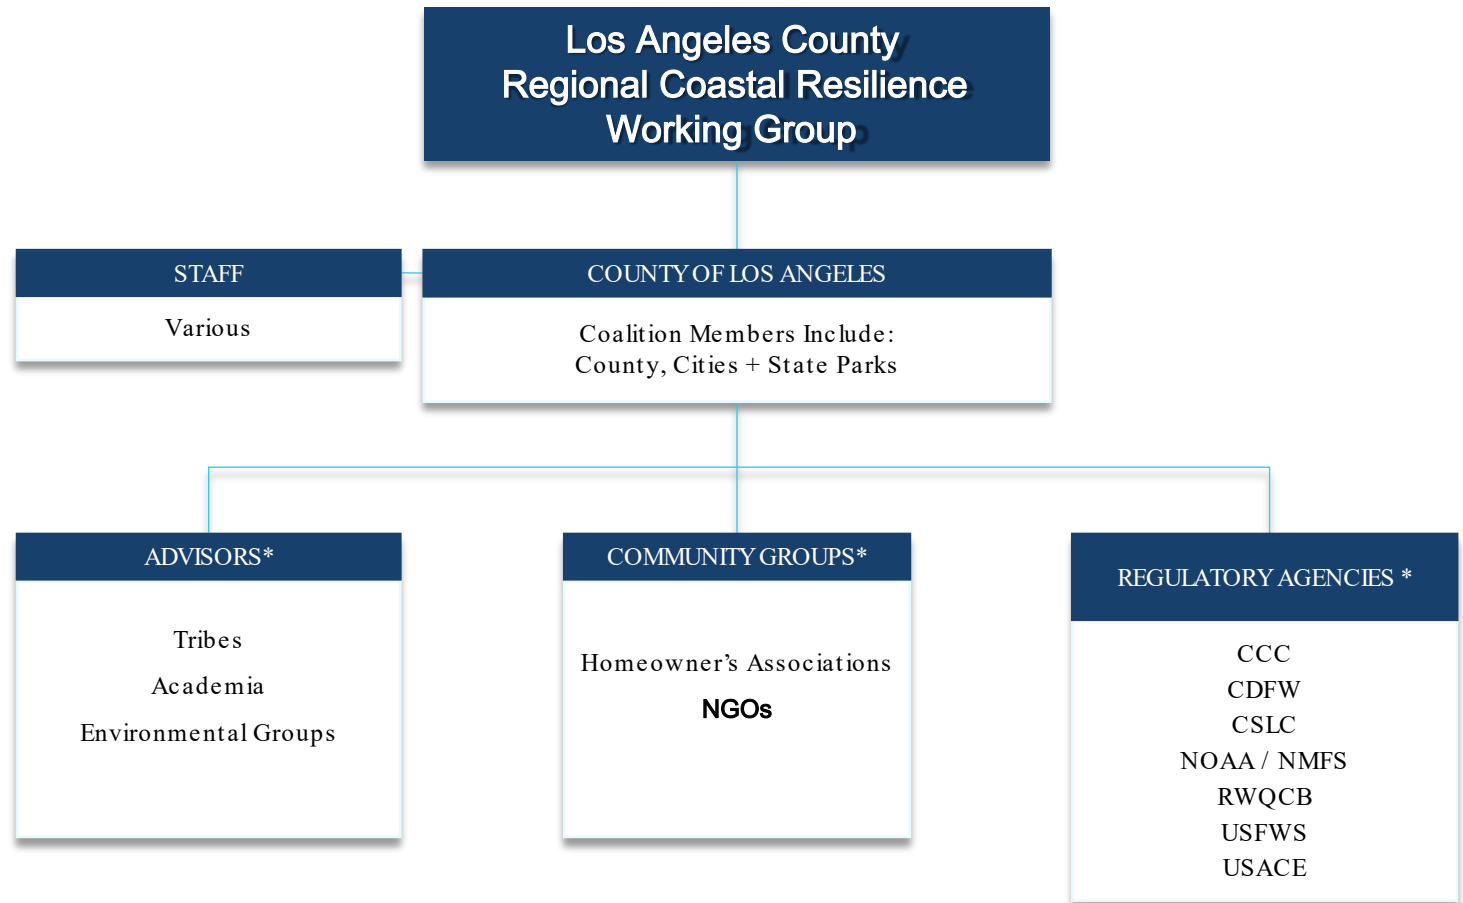 Los Angeles County
Regional Coastal Resilience
Working Group
STAFF
Various
COUNTY OF LOS ANGELES
Coalition Members Include:
County, Cities + State Parks
ADVISORS*
Tribes
Academia
Environmental Groups
COMMUNITY GROUPS*
Homeowner’s Associations
NGOs
REGULATORY AGENCIES *
CCC
CDFW
CSLC
NOAA / NMFS
RWQCB
USFWS
USACE